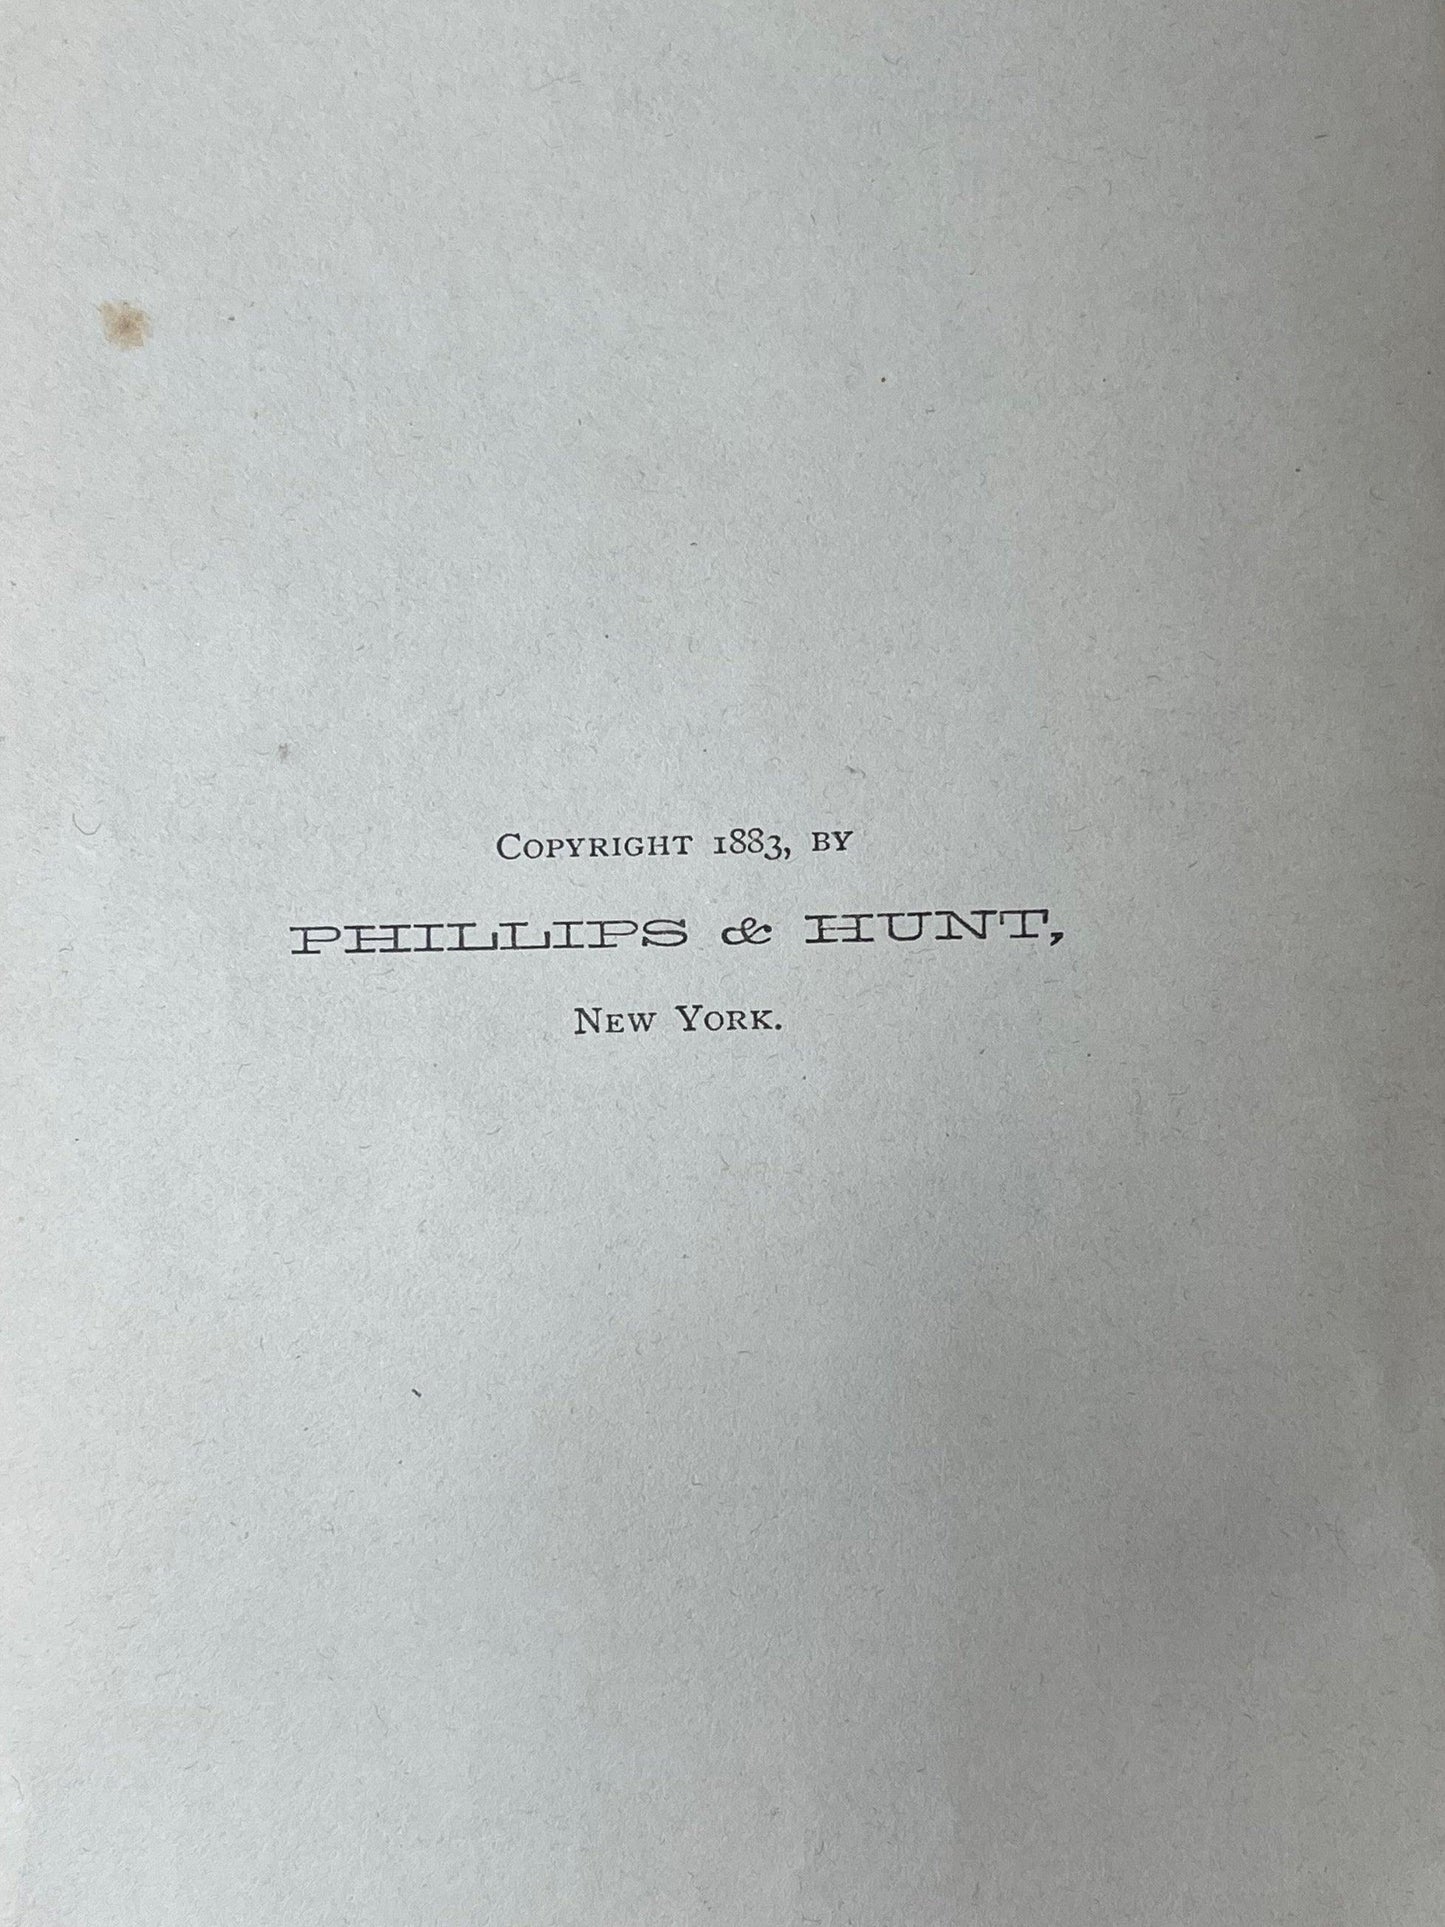 Copyright 1883, by
PHILLIPS & HUNT,
New York.